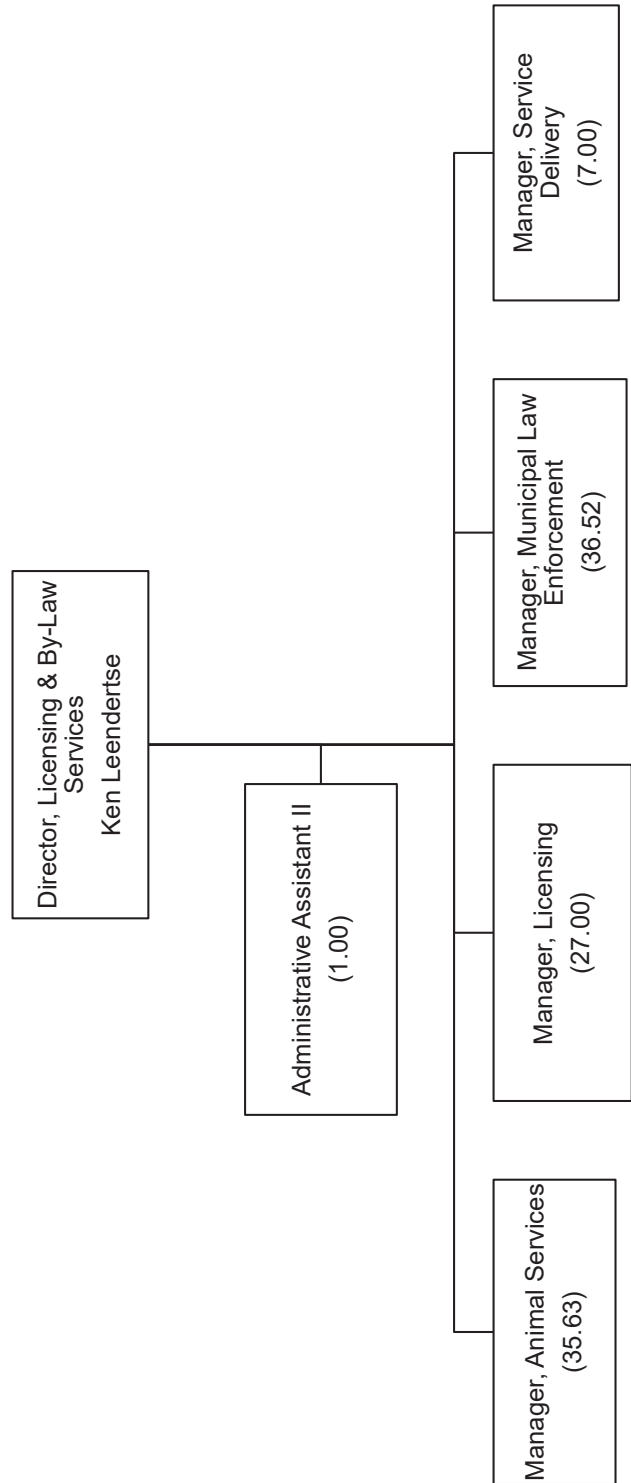 Director, Licensing & By-Law
Services
Ken Leendertse
Administrative Assistant II
(1.00)
Manager, Animal Services
(35.63)
Manager, Licensing
(27.00)
Manager, Municipal Law
Enforcement
(36.52)
Manager, Service
Delivery
(7.00)